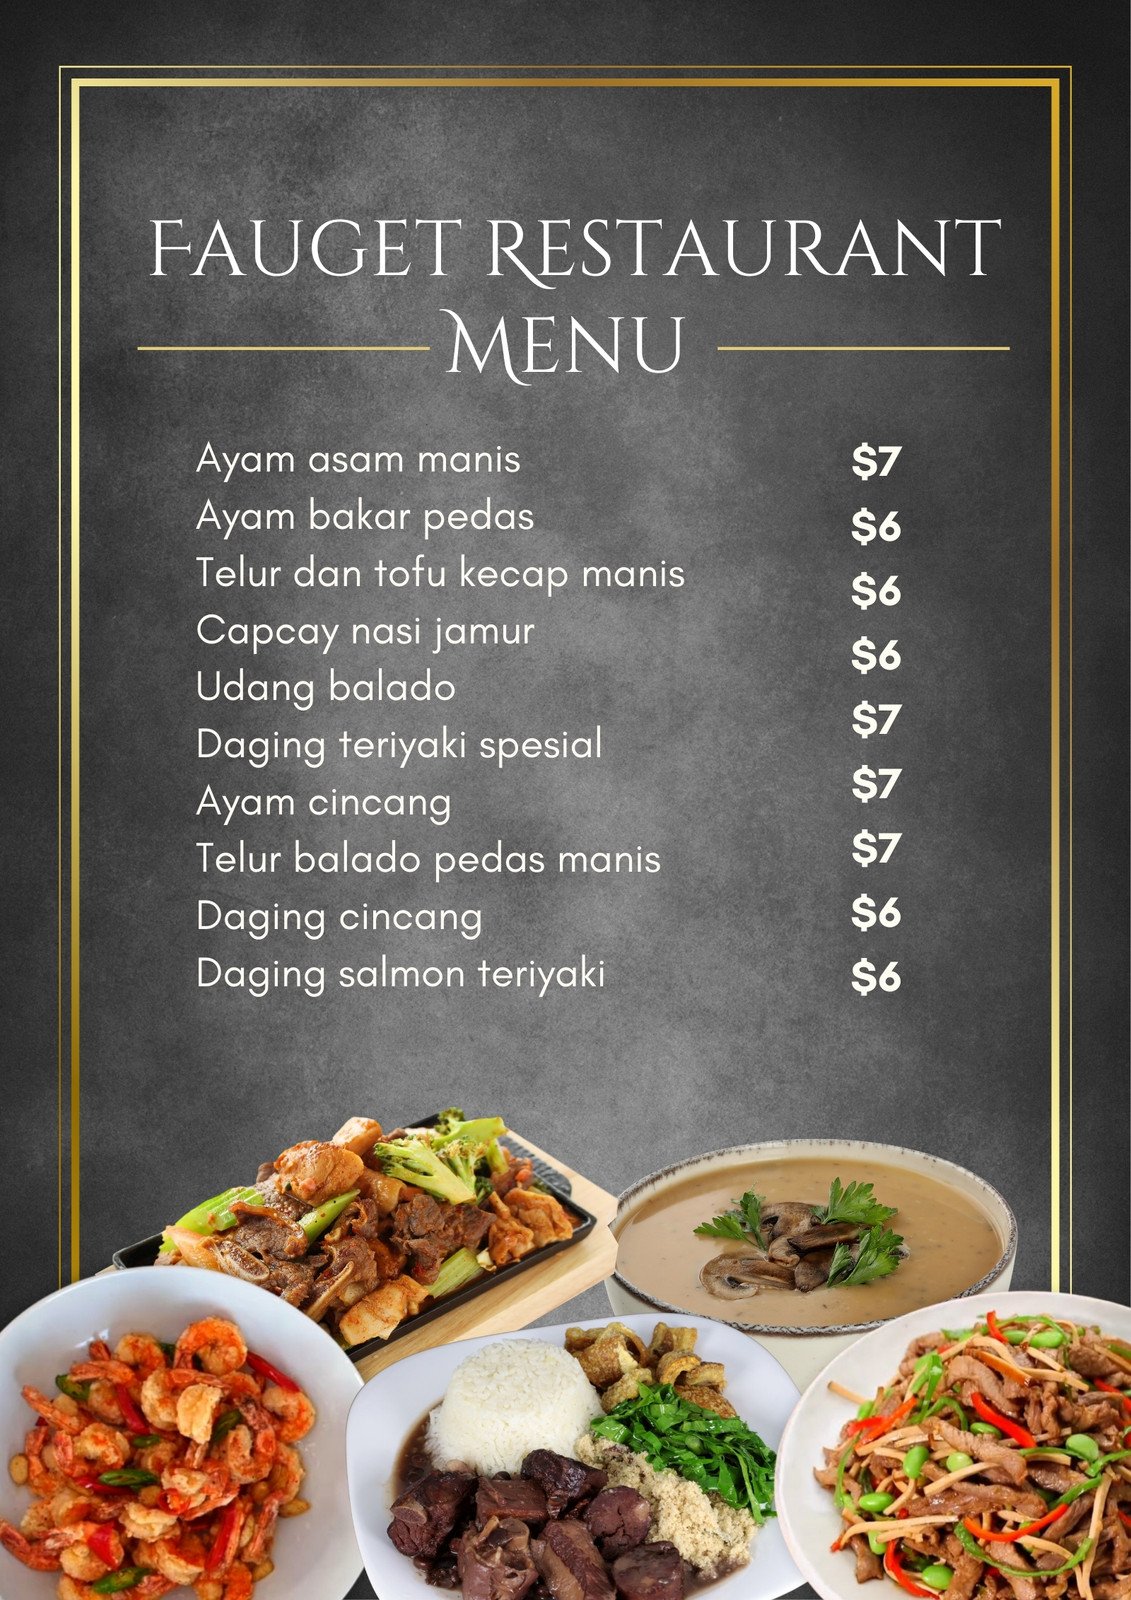 Fauget Restaurant
Menu
Ayam asam manis $7
Ayam bakar pedas $6
Telur dan tofu kecap manis $6
Capcay nasi jamur $6
Udang balado $7
Daging teriyaki spesial $7
Ayam cincang $7
Telur balado pedas manis $6
Daging cincang $6
Daging salmon teriyaki